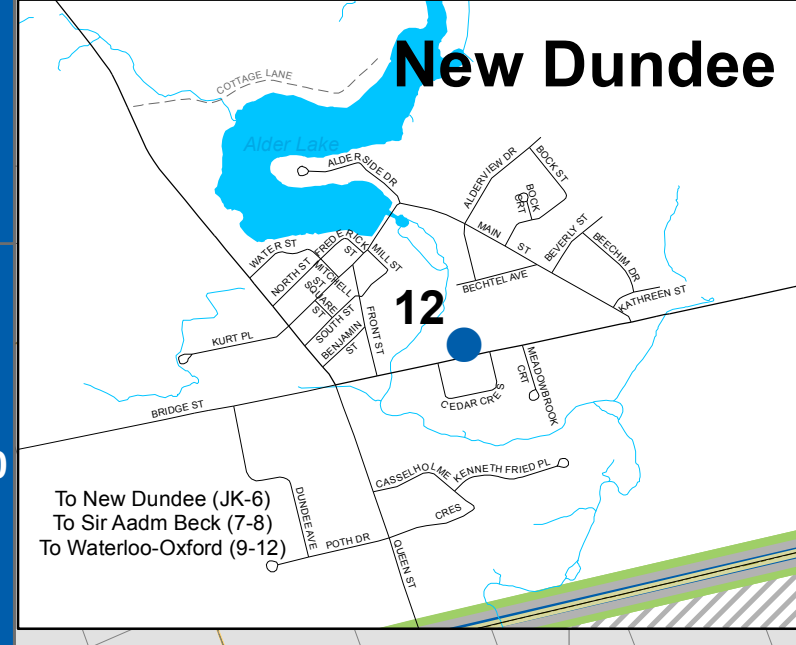 New Dundee
COTTAGE LANE
Alder Lake
ALDERSIDE DR
ALDERVIEW DR
BOCK ST
BOCK
CRT
MAIN
ST
BEVERLY ST
BEECHIM DR
WATER ST
FREDERICK
ST
MILL ST
NORTH ST
MITCHELL
ST
SQUARE
ST
BECHTEL AVE
KATHREEN ST
12
SOUTH ST
FRONT ST
BENJAMIN
ST
KURT PL
MEADOWBROOK
CRT
CEDAR CRES
BRIDGE ST
CASSELHOLME
CRES
KENNETH FRIED PL
DUNDEE AVE
POTH DR
QUEEN ST
To New Dundee (JK-6)
To Sir Aadm Beck (7-8)
To Waterloo-Oxford (9-12)